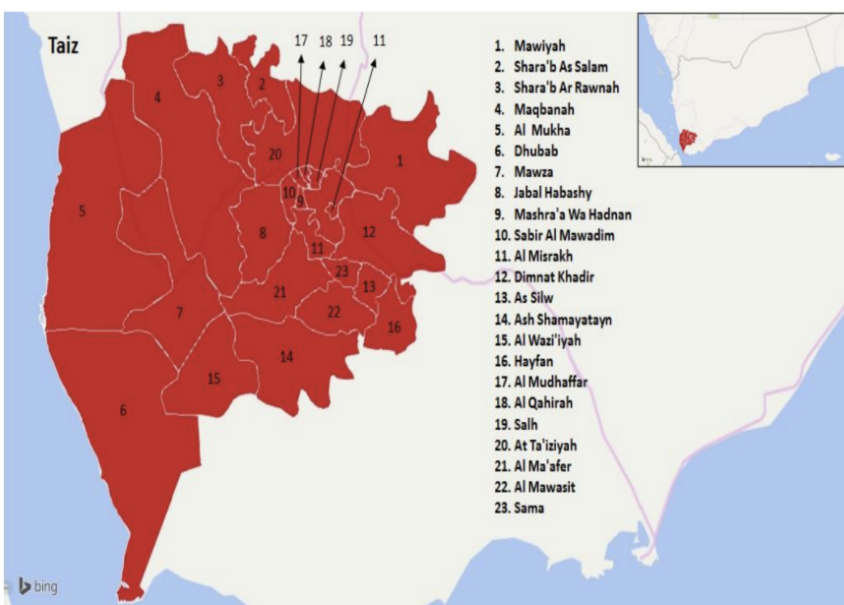 Taiz
17 18 19 11
4
3
2
20
1
5
10
9
8
12
11
23
13
21
22
7
16
14
15
6
1. Mawiyah
2. Shara'b As Salam
3. Shara'b Ar Rawnah
4. Maqbanah
5. Al Mukha
6. Dhubab
7. Mawza
8. Jabal Habashy
9. Mashra'a Wa Hadnan
10. Sabir Al Mawadim
11. Al Misrakh
12. Dimnat Khadir
13. As Silw
14. Ash Shamayatayn
15. Al Wazi'iyah
16. Hayfan
17. Al Mudhaffar
18. Al Qahirah
19. Salh
20. At Ta'iziyah
21. Al Ma'afer
22. Al Mawasit
23. Sama
bing